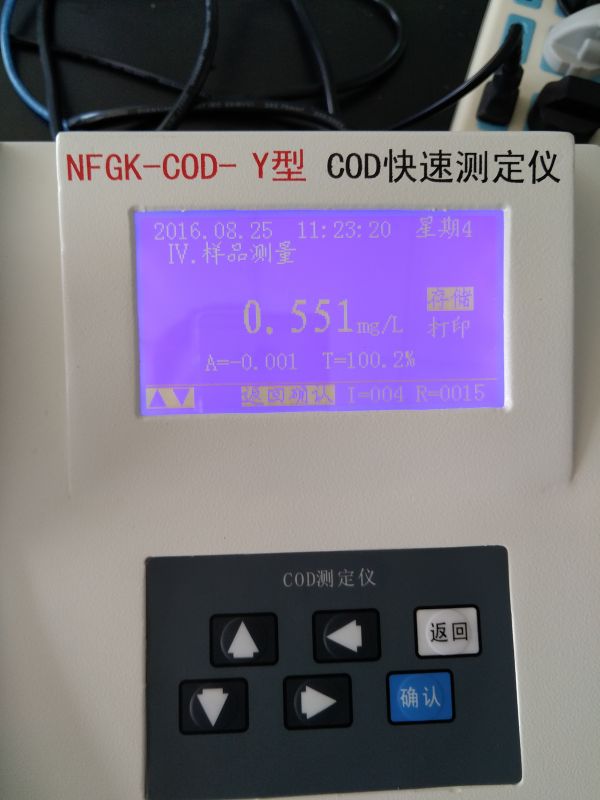 NFGK-COD- Y型 COD快速测定仪
2016.08.25 11:23:20 星期4
Ⅳ.样品测量
0.551mg/L 存储
打印
A=-0.001 T=100.2%
返回确认 I=004 R=0015
COD测定仪
返回
确认